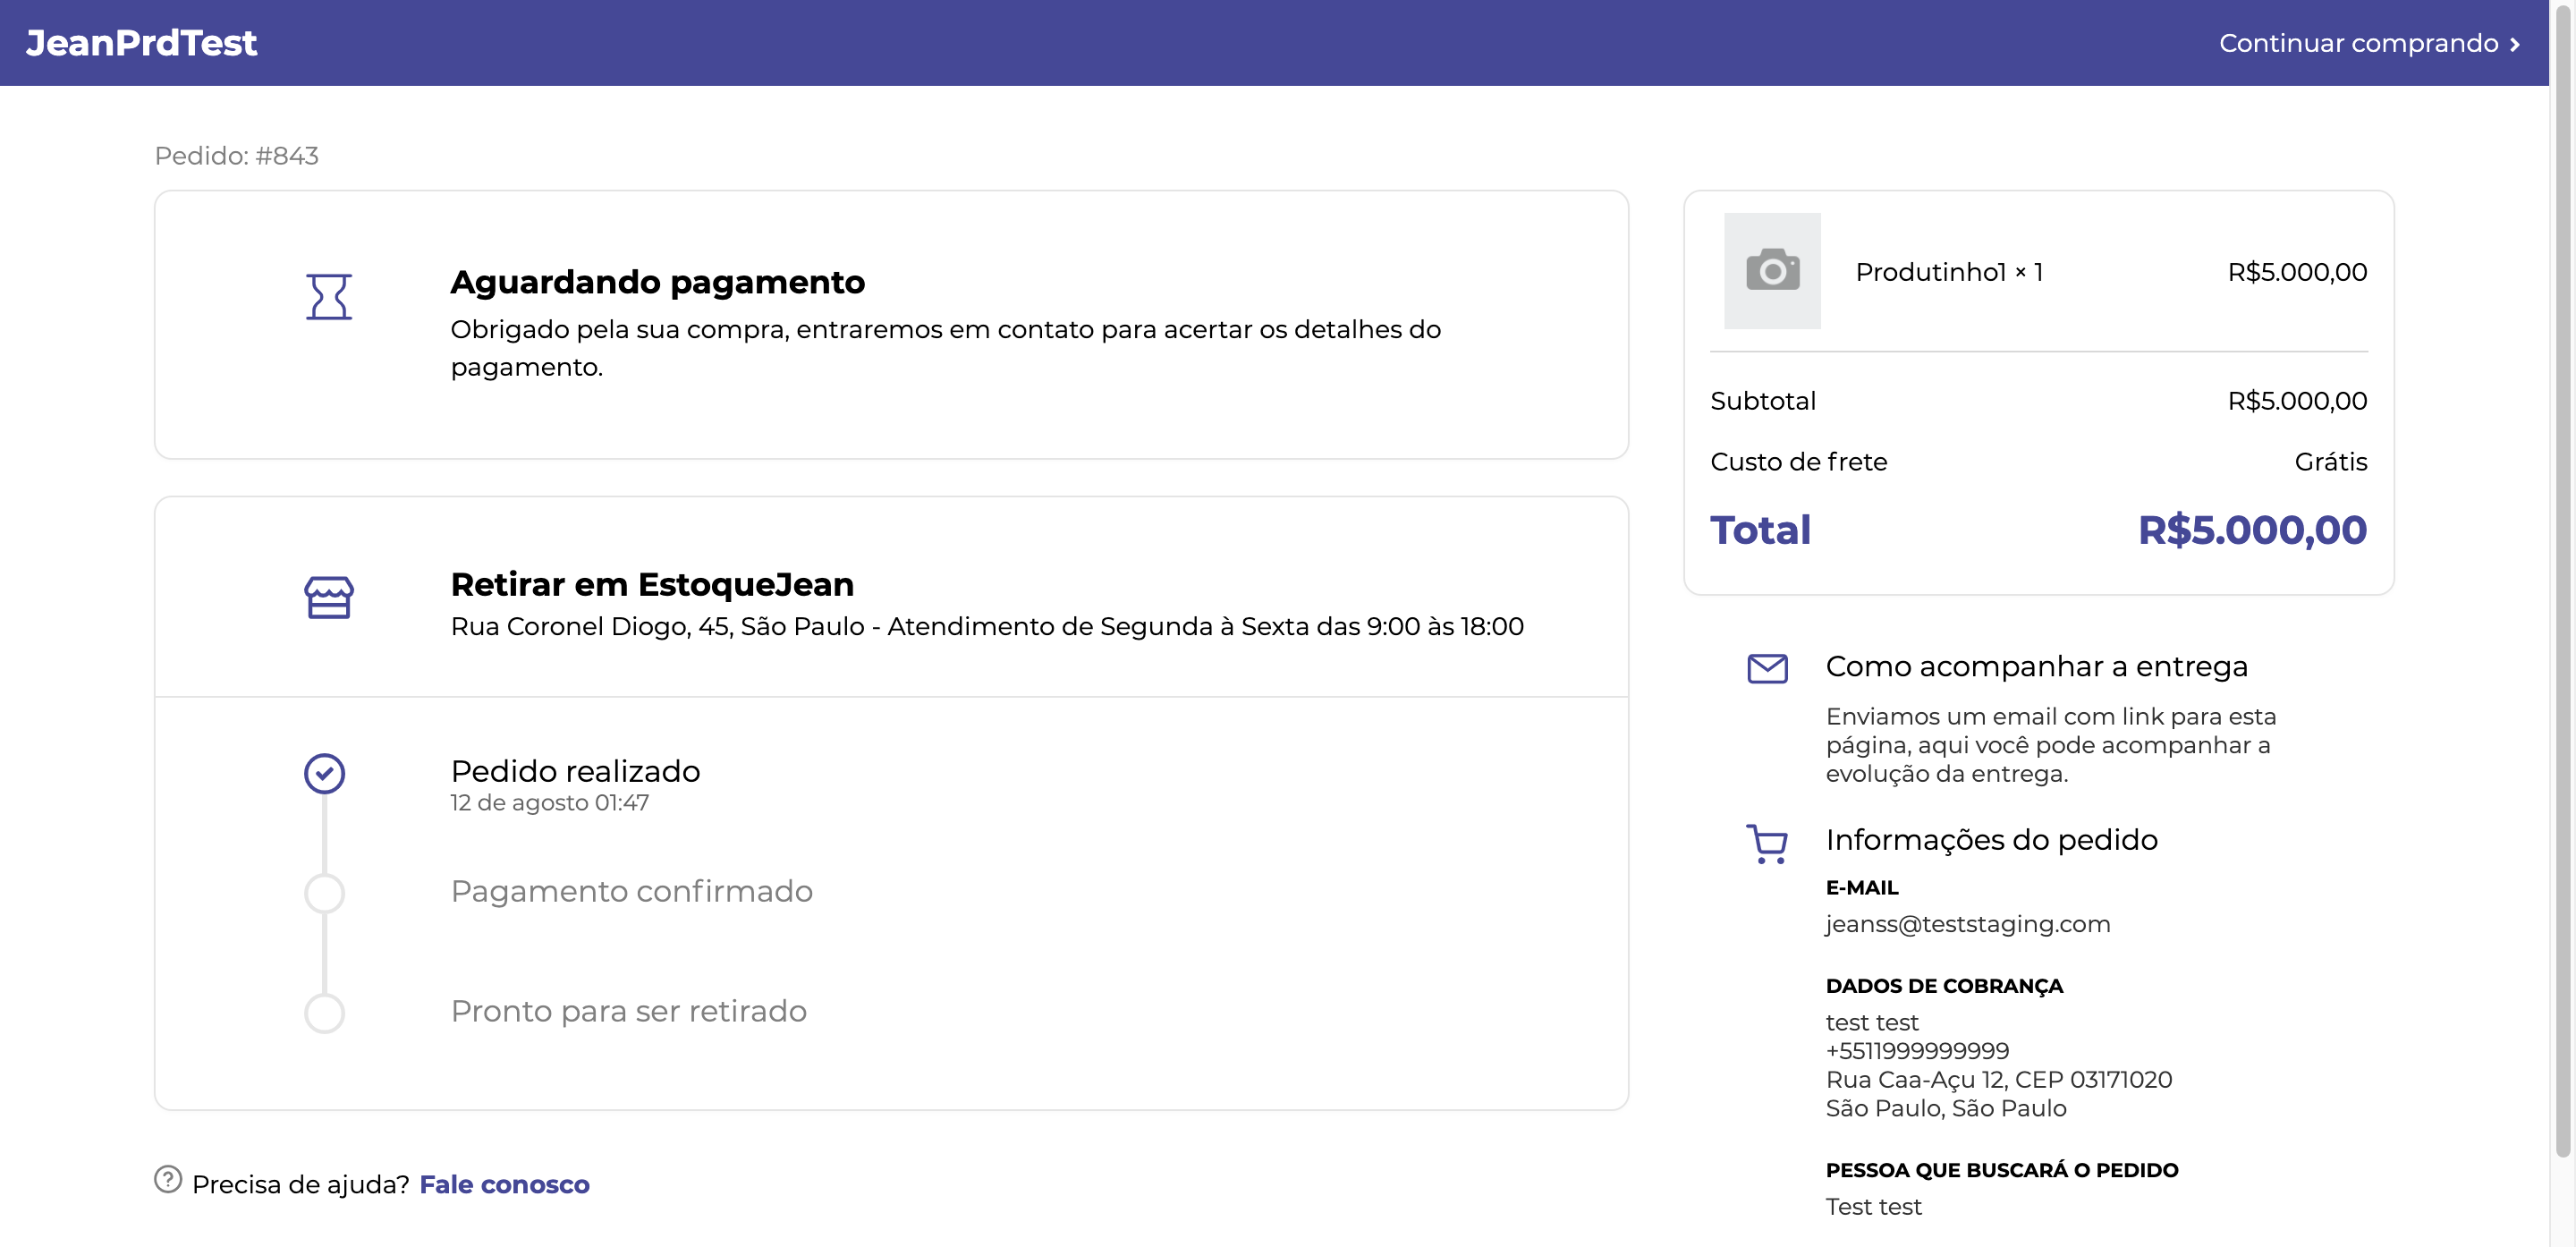 JeanPrdTest
Continuar comprando
Pedido: #843
Aguardando pagamento
Obrigado pela sua compra, entraremos em contato para acertar os detalhes do
pagamento.
Retirar em EstoqueJean
Rua Coronel Diogo, 45, São Paulo - Atendimento de Segunda à Sexta das 9:00 às 18:00
Pedido realizado
12 de agosto 01:47
Pagamento confirmado
Pronto para ser retirado
Precisa de ajuda? Fale conosco
Produtinho1 × 1 R$5.000,00
Subtotal R$5.000,00
Custo de frete Grátis
Total R$5.000,00
Como acompanhar a entrega
Enviamos um email com link para esta
página, aqui você pode acompanhar a
evolução da entrega.
Informações do pedido
E-MAIL
jeanss@teststaging.com
DADOS DE COBRANÇA
test test
+5511999999999
Rua Caa-Açu 12, CEP 03171020
São Paulo, São Paulo
PESSOA QUE BUSCARÁ O PEDIDO
Test test